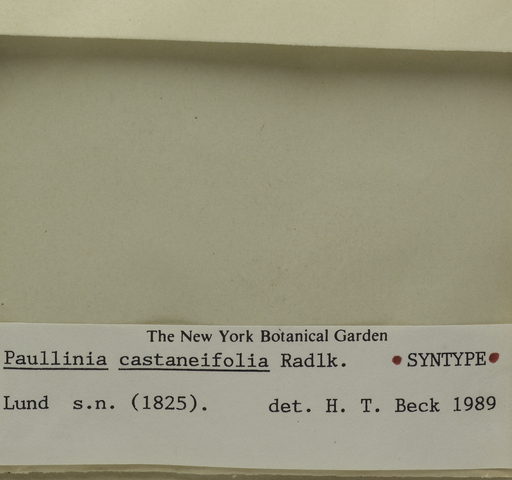 The New York Botanical Garden
Paullinia castaneifolia Radlk. •SYNTYPE•
Lund s.n. (1825). det. H. T. Beck 1989